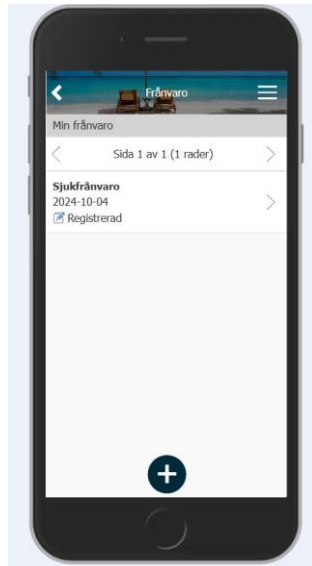 Frånvaro
Min frånvaro
Sida 1 av 1 (1 rader)
Sjukfrånvaro
2024-10-04
Registrerad